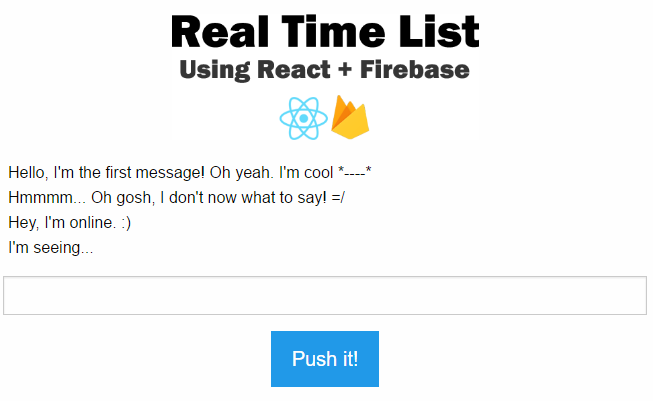 Real Time List
Using React + Firebase
Hello, I'm the first message! Oh yeah. I'm cool *----*
Hmmmm... Oh gosh, I don't now what to say! =/
Hey, I'm online. :)
I'm seeing...
Push it!